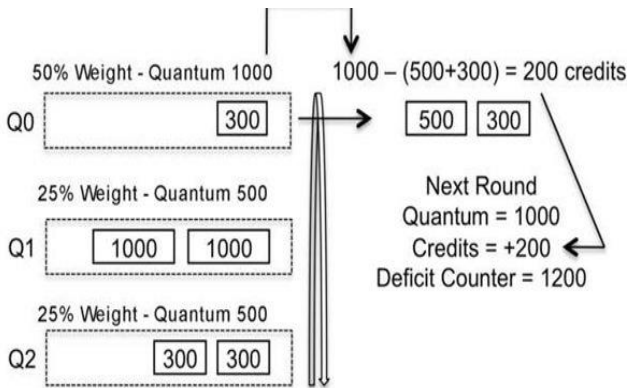 50% Weight - Quantum 1000
1000 – (500+300) = 200 credits
Q0
300
500
300
25% Weight - Quantum 500
Next Round
Quantum = 1000
Q1
1000
1000
Credits = +200
Deficit Counter = 1200
25% Weight - Quantum 500
Q2
300
300